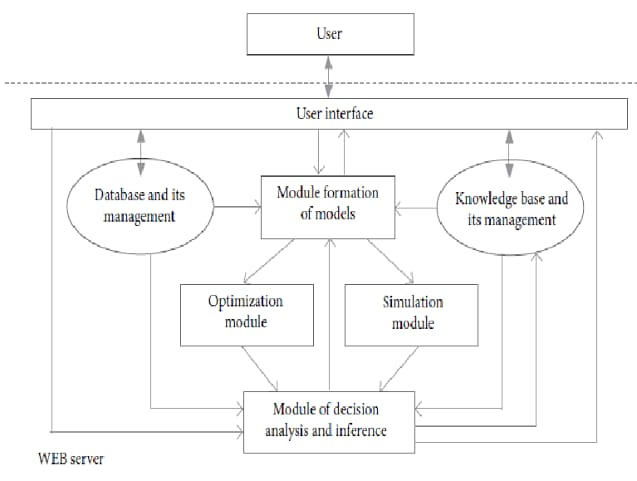 User
User interface
Database and its
management
Module formation
of models
Knowledge base and
its management
Optimization
module
Simulation
module
Module of decision
analysis and inference
WEB server